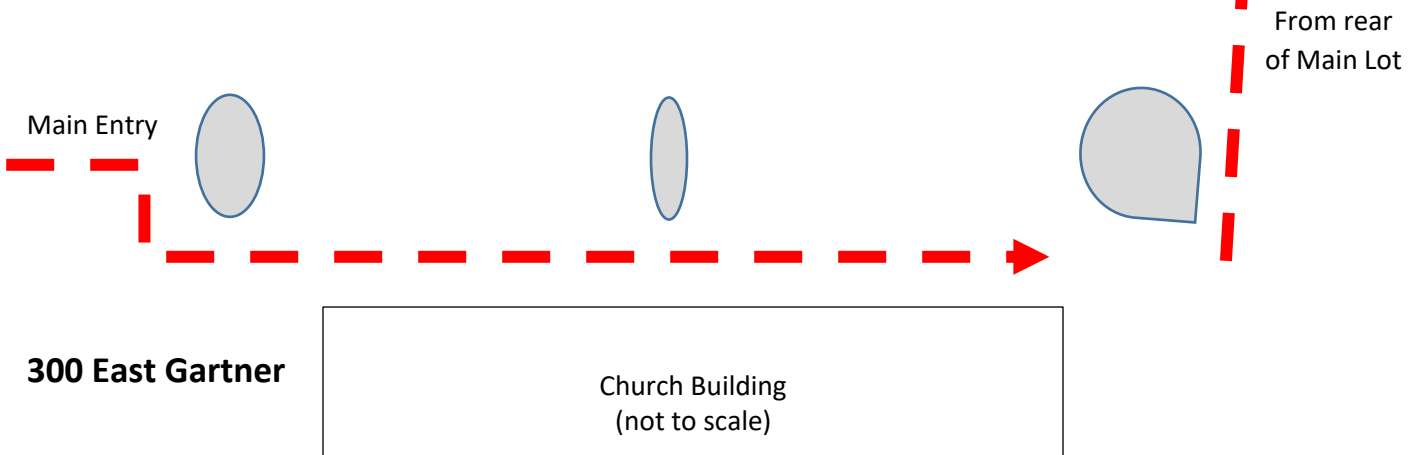 From rear
of Main Lot
Main Entry
300 East Gartner
Church Building
(not to scale)